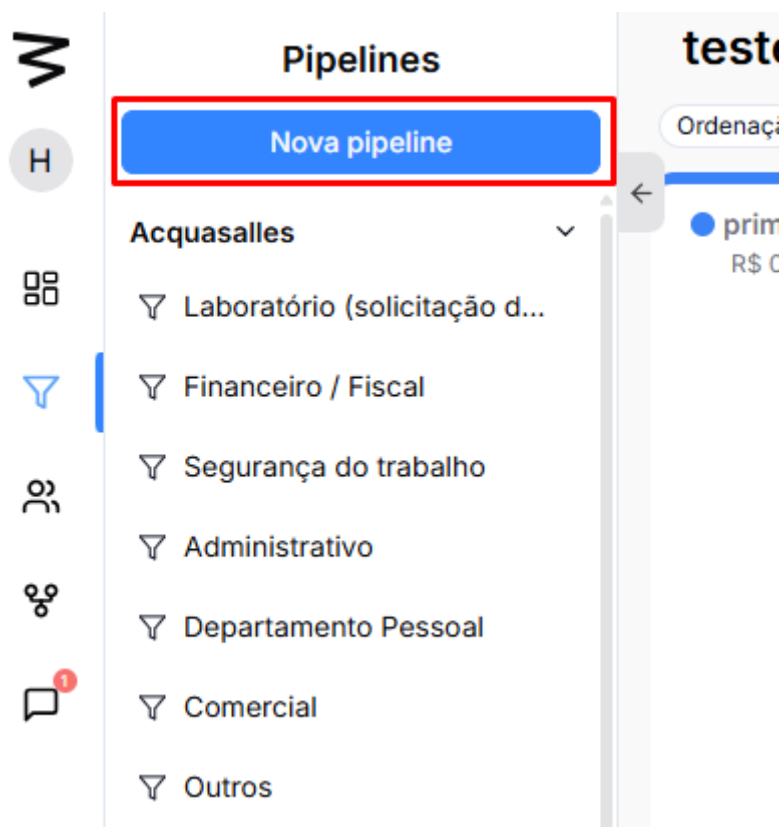 Pipelines
Nova pipeline
H
Acquasalles
Laboratório (solicitação d...
Financeiro / Fiscal
Segurança do trabalho
Administrativo
Departamento Pessoal
1
Comercial
Outros
R$